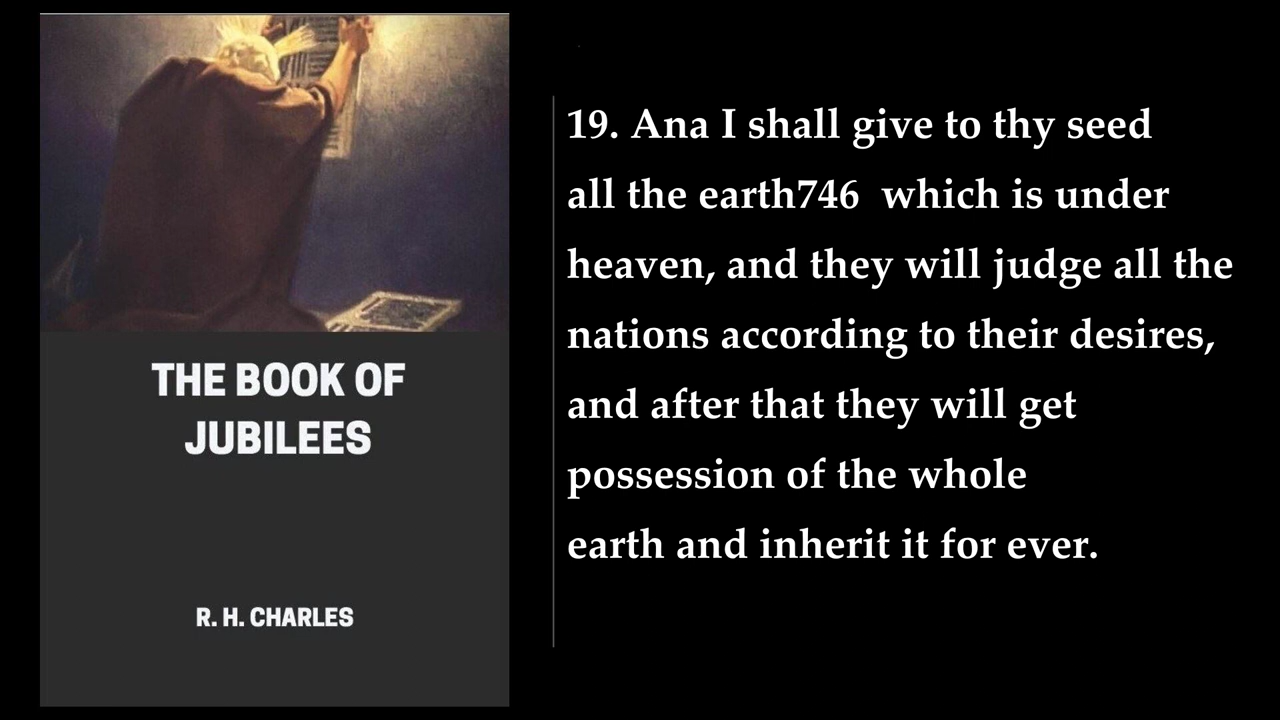 THE BOOK OF
JUBILEES
R. H. CHARLES
19. Ana I shall give to thy seed
all the earth746  which is under
heaven, and they will judge all the
nations according to their desires,
and after that they will get
possession of the whole
earth and inherit it for ever.